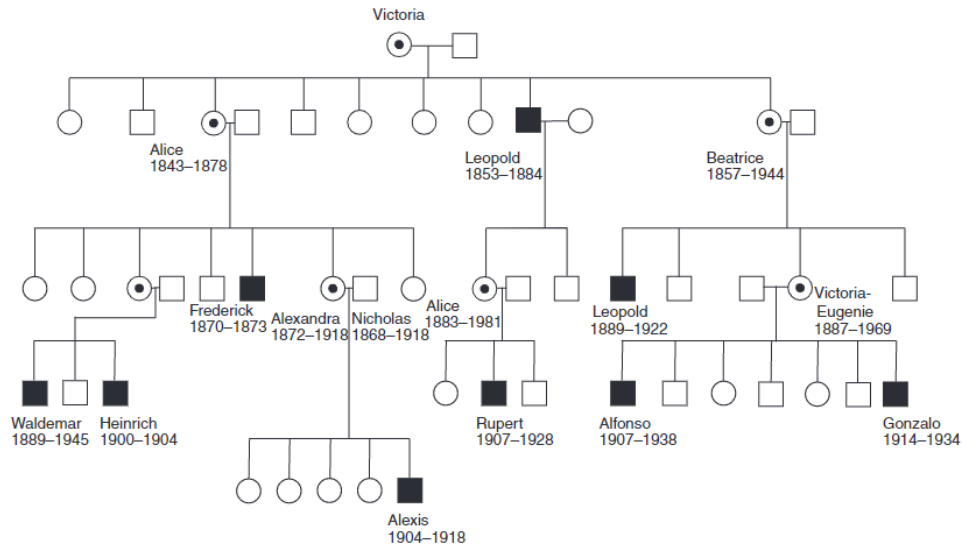 Victoria
Alice
1843–1878
Leopold
1853–1884
Beatrice
1857–1944
Frederick
1870–1873
Alexandra
1872–1918
Nicholas
1868–1918
Alice
1883–1981
Leopold
1889–1922
Victoria-
Eugenie
1887–1969
Waldemar
1889–1945
Heinrich
1900–1904
Rupert
1907–1928
Alfonso
1907–1938
Gonzalo
1914–1934
Alexis
1904–1918